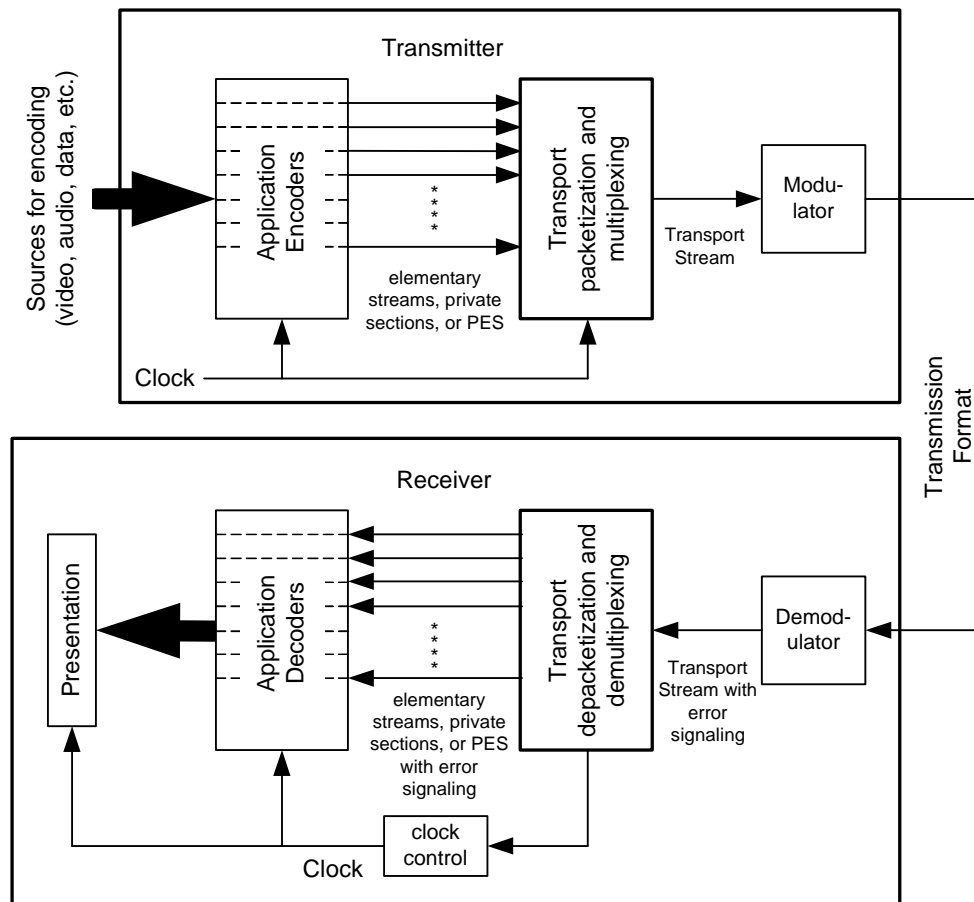 Transmitter
Sources for encoding
(video, audio, data, etc.)
Application
Encoders
*
*
*
*
elementary
streams, private
sections, or PES
Transport
packetization and
multiplexing
Transport
Stream
Modu-
lator
Clock
Transmission
Format
Receiver
Presentation
Application
Decoders
*
*
*
*
elementary
streams, private
sections, or PES
with error
signaling
Transport
depacketization and
demultiplexing
Transport
Stream with
error
signaling
Demod-
ulator
clock
control
Clock